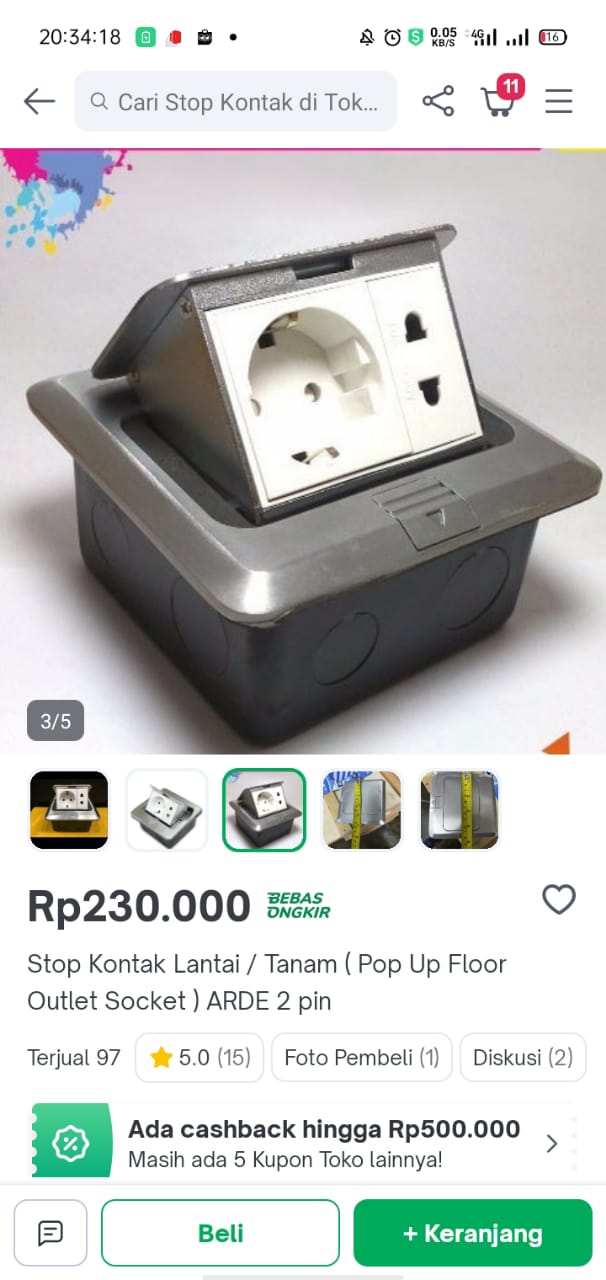 20:34:18
0.05
KB/S
4G
16
Cari Stop Kontak di Tok...
11
3/5
Rp230.000
BEBAS
ONGKIR
Stop Kontak Lantai / Tanam ( Pop Up Floor
Outlet Socket ) ARDE 2 pin
Terjual 97
5.0 (15)
Foto Pembeli (1)
Diskusi (2)
Ada cashback hingga Rp500.000
Masih ada 5 Kupon Toko lainnya!
Beli
+ Keranjang